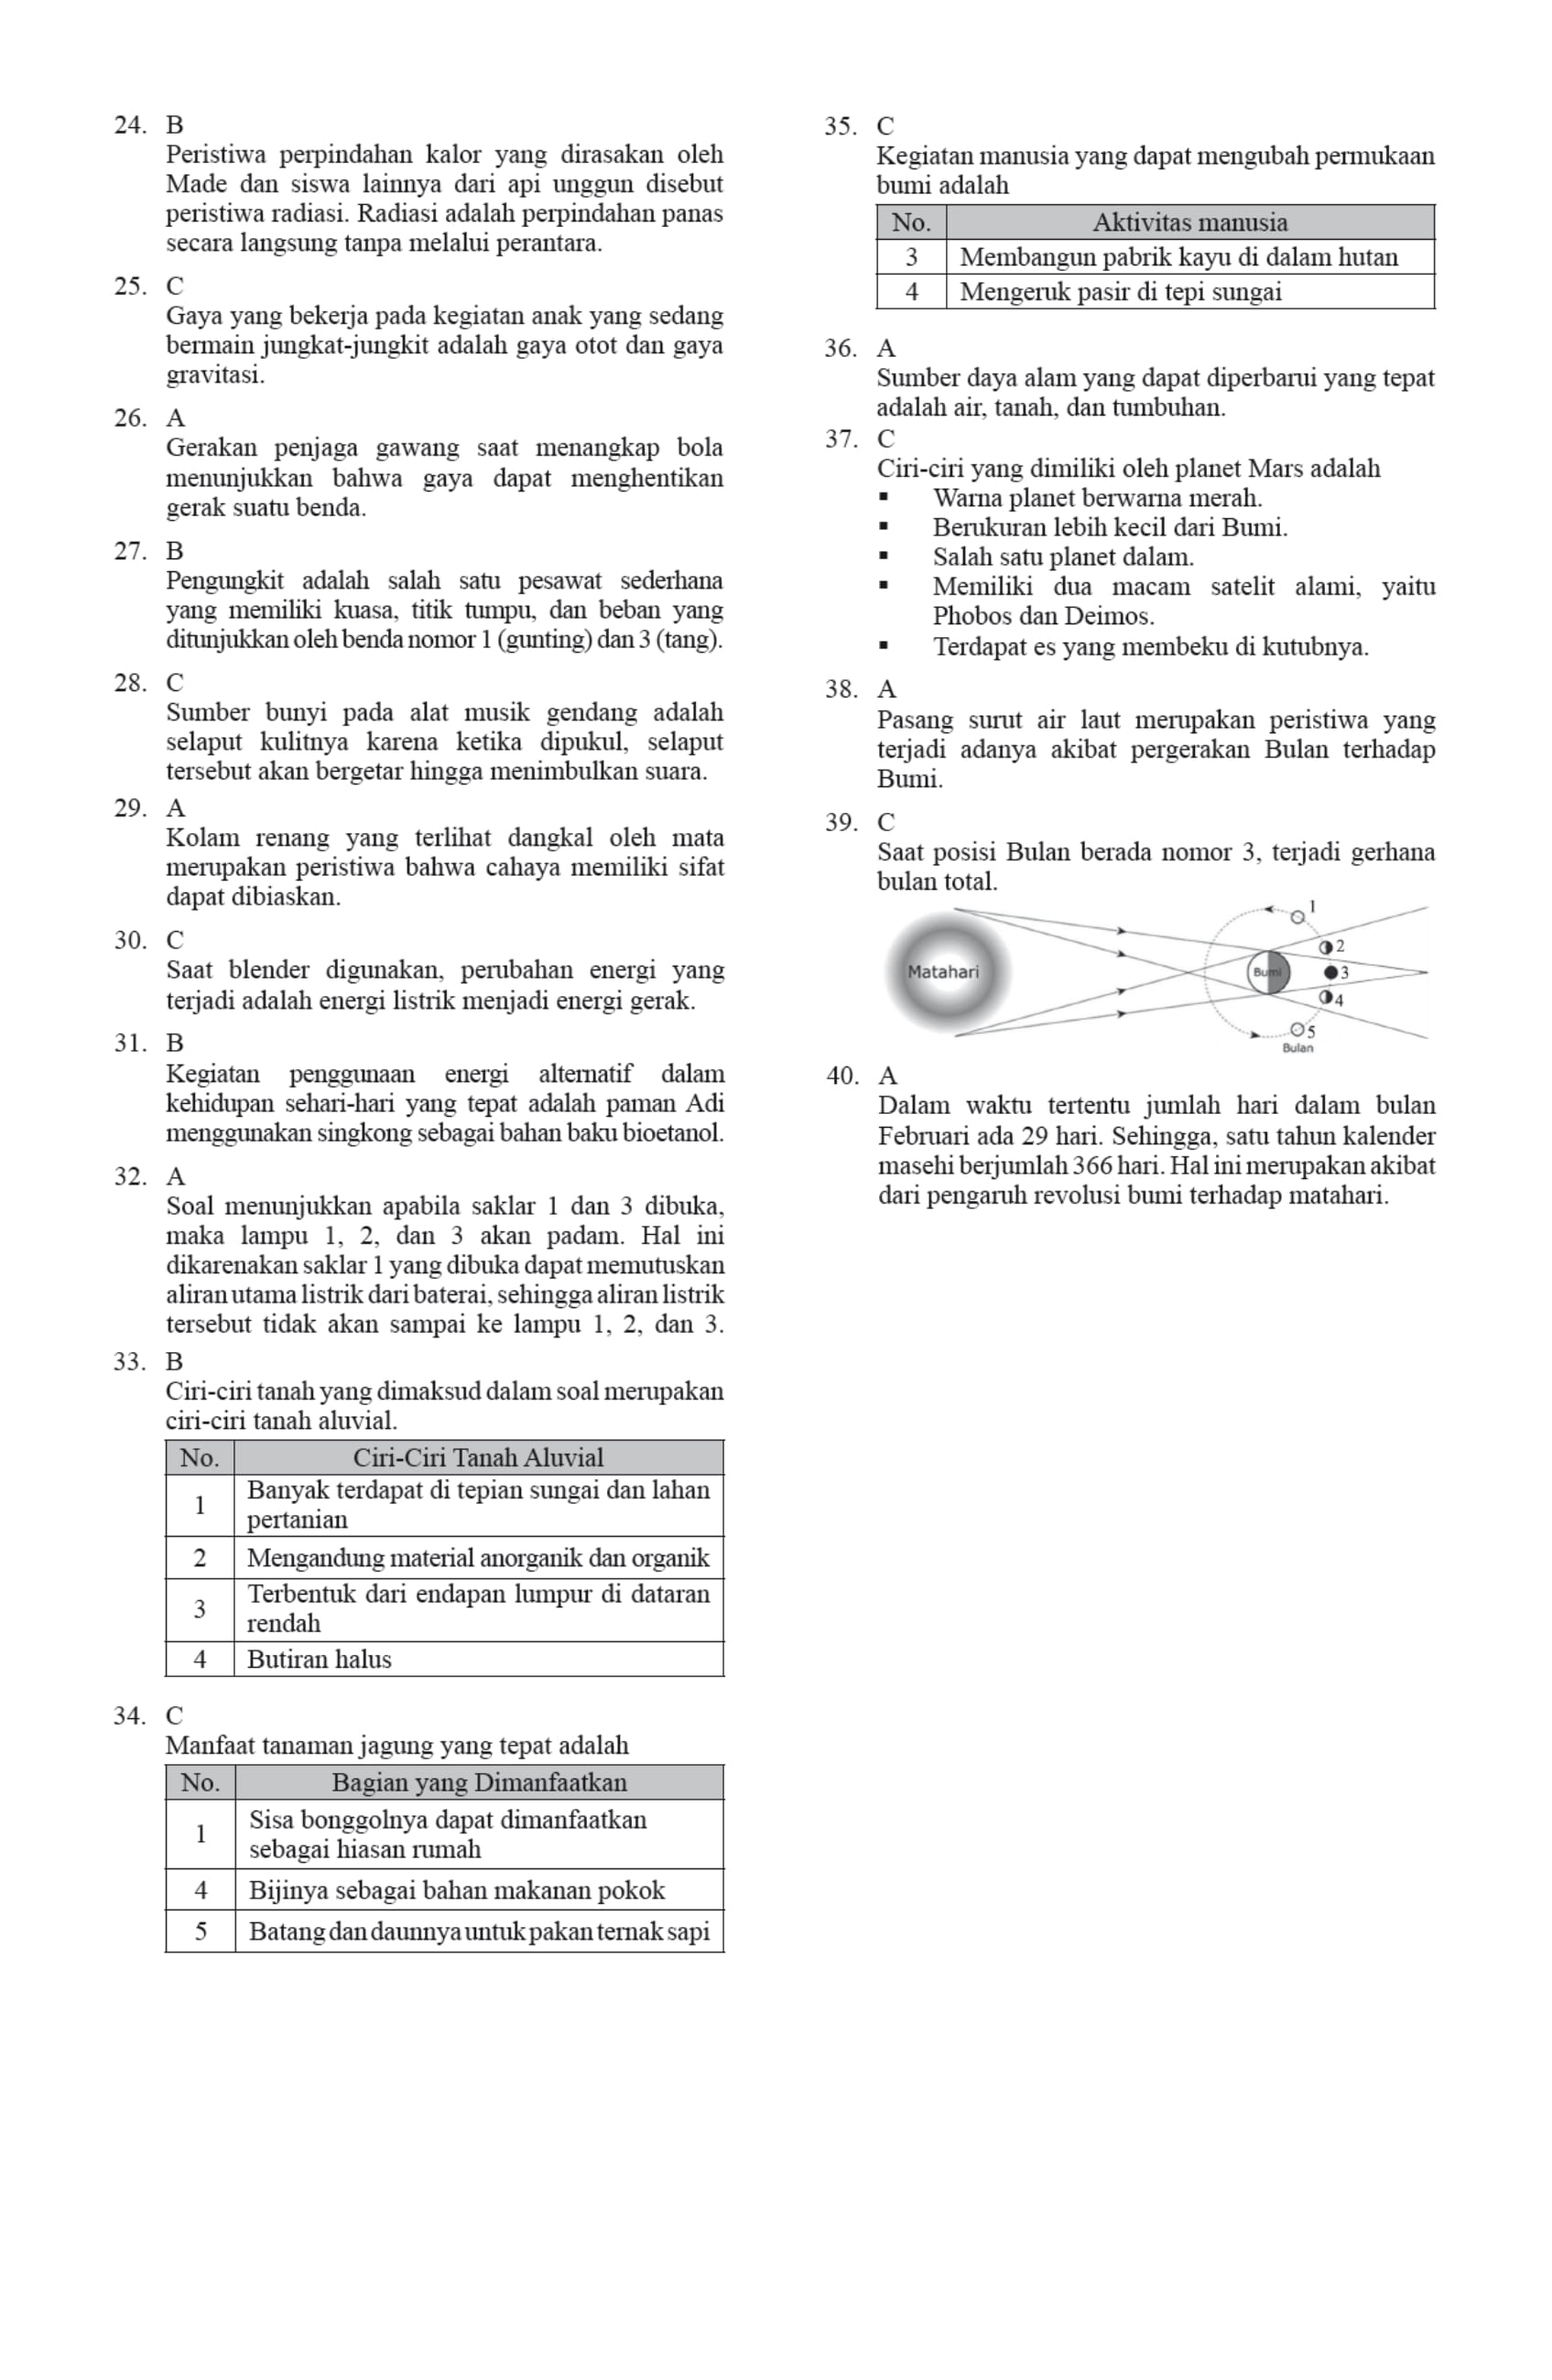 24. B
Peristiwa perpindahan kalor yang dirasakan oleh
Made dan siswa lainnya dari api unggun disebut
peristiwa radiasi. Radiasi adalah perpindahan panas
secara langsung tanpa melalui perantara.
25. C
Gaya yang bekerja pada kegiatan anak yang sedang
bermain jungkat-jungkit adalah gaya otot dan gaya
gravitasi.
26. A
Gerakan penjaga gawang saat menangkap bola
menunjukkan bahwa gaya dapat menghentikan
gerak suatu benda.
27. B
Pengungkit adalah salah satu pesawat sederhana
yang memiliki kuasa, titik tumpu, dan beban yang
ditunjukkan oleh benda nomor 1 (gunting) dan 3 (tang).
28. C
Sumber bunyi pada alat musik gendang adalah
selaput kulitnya karena ketika dipukul, selaput
tersebut akan bergetar hingga menimbulkan suara.
29. A
Kolam renang yang terlihat dangkal oleh mata
merupakan peristiwa bahwa cahaya memiliki sifat
dapat dibiaskan.
30. C
Saat blender digunakan, perubahan energi yang
terjadi adalah energi listrik menjadi energi gerak.
31. B
Kegiatan penggunaan energi alternatif dalam
kehidupan sehari-hari yang tepat adalah paman Adi
menggunakan singkong sebagai bahan baku bioetanol.
32. A
Soal menunjukkan apabila saklar 1 dan 3 dibuka,
maka lampu 1, 2, dan 3 akan padam. Hal ini
dikarenakan saklar 1 yang dibuka dapat memutuskan
aliran utama listrik dari baterai, sehingga aliran listrik
tersebut tidak akan sampai ke lampu 1, 2, dan 3.
33. B
Ciri-ciri tanah yang dimaksud dalam soal merupakan
ciri-ciri tanah aluvial.
No. Ciri-Ciri Tanah Aluvial
1 Banyak terdapat di tepian sungai dan lahan
pertanian
2 Mengandung material anorganik dan organik
3 Terbentuk dari endapan lumpur di dataran
rendah
4 Butiran halus
34. C
Manfaat tanaman jagung yang tepat adalah
No. Bagian yang Dimanfaatkan
1 Sisa bonggolnya dapat dimanfaatkan
sebagai hiasan rumah
4 Bijinya sebagai bahan makanan pokok
5 Batang dan daunnya untuk pakan ternak sapi
35. C
Kegiatan manusia yang dapat mengubah permukaan
bumi adalah
No. Aktivitas manusia
3 Membangun pabrik kayu di dalam hutan
4 Mengeruk pasir di tepi sungai
36. A
Sumber daya alam yang dapat diperbarui yang tepat
adalah air, tanah, dan tumbuhan.
37. C
Ciri-ciri yang dimiliki oleh planet Mars adalah
▪ Warna planet berwarna merah.
▪ Berukuran lebih kecil dari Bumi.
▪ Salah satu planet dalam.
▪ Memiliki dua macam satelit alami, yaitu
Phobos dan Deimos.
▪ Terdapat es yang membeku di kutubnya.
38. A
Pasang surut air laut merupakan peristiwa yang
terjadi adanya akibat pergerakan Bulan terhadap
Bumi.
39. C
Saat posisi Bulan berada nomor 3, terjadi gerhana
bulan total.
1
2
Matahari Bumi 3
4
5
Bulan
40. A
Dalam waktu tertentu jumlah hari dalam bulan
Februari ada 29 hari. Sehingga, satu tahun kalender
masehi berjumlah 366 hari. Hal ini merupakan akibat
dari pengaruh revolusi bumi terhadap matahari.